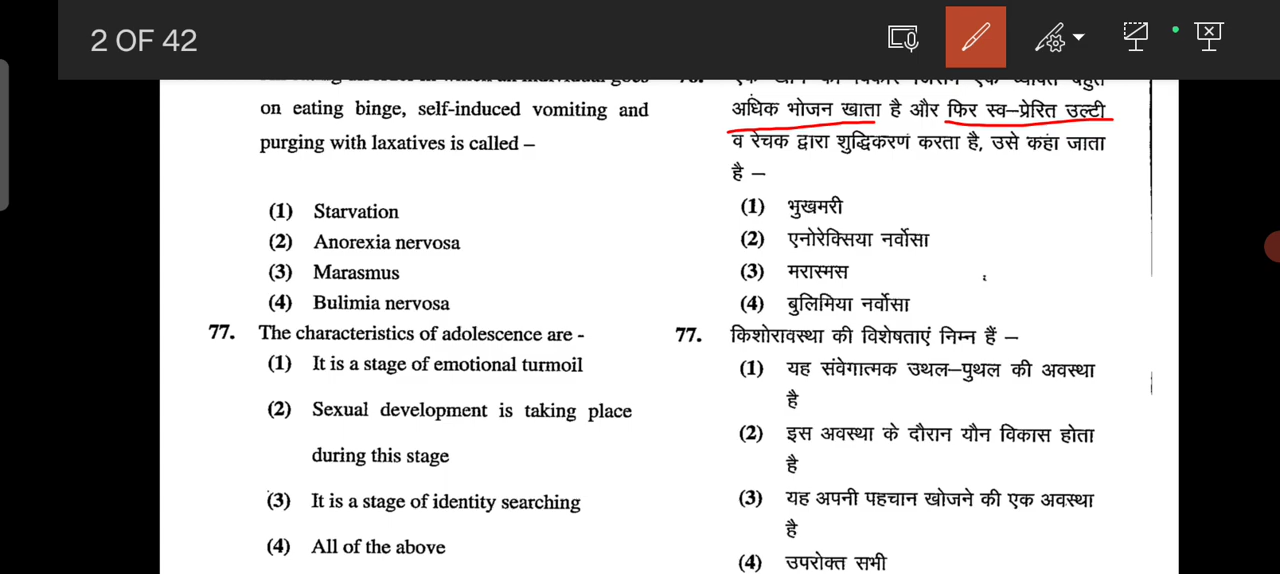 2 OF 42
on eating binge, self-induced vomiting and
purging with laxatives is called –
(1) Starvation
(2) Anorexia nervosa
(3) Marasmus
(4) Bulimia nervosa
77. The characteristics of adolescence are -
(1) It is a stage of emotional turmoil
(2) Sexual development is taking place
during this stage
(3) It is a stage of identity searching
(4) All of the above
अधिक भोजन खाता है और फिर स्व–प्रेरित उल्टी
व रेचक द्वारा शुद्धिकरण करता है, उसे कहा जाता
है –
(1) भुखमरी
(2) एनोरेक्सिया नर्वोसा
(3) मरास्मस
(4) बुलिमिया नर्वोसा
77. किशोरावस्था की विशेषताएं निम्न हैं –
(1) यह संवेगात्मक उथल–पुथल की अवस्था
है
(2) इस अवस्था के दौरान यौन विकास होता
है
(3) यह अपनी पहचान खोजने की एक अवस्था
है
(4) उपरोक्त सभी